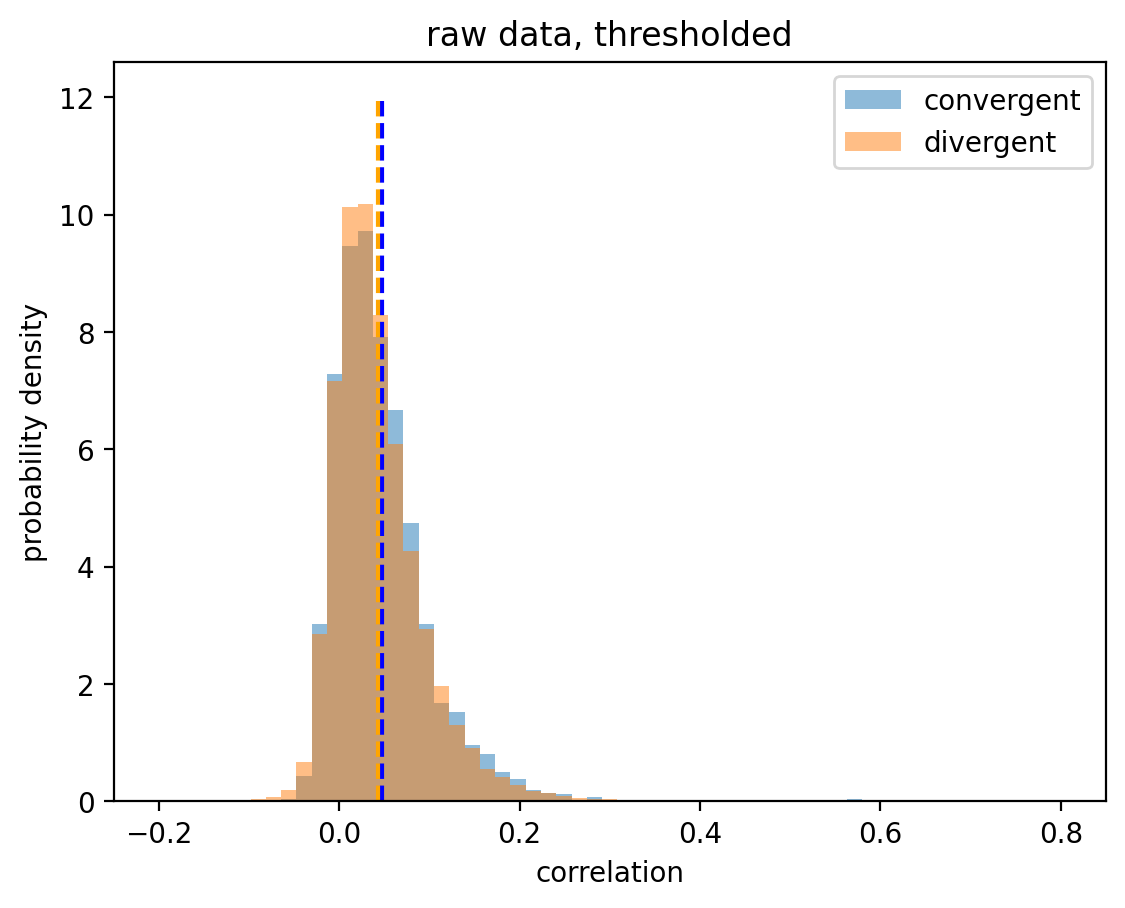 raw data, thresholded
convergent
divergent
probability density
12
10
8
6
4
2
0
−0.2 0.0 0.2 0.4 0.6 0.8
correlation